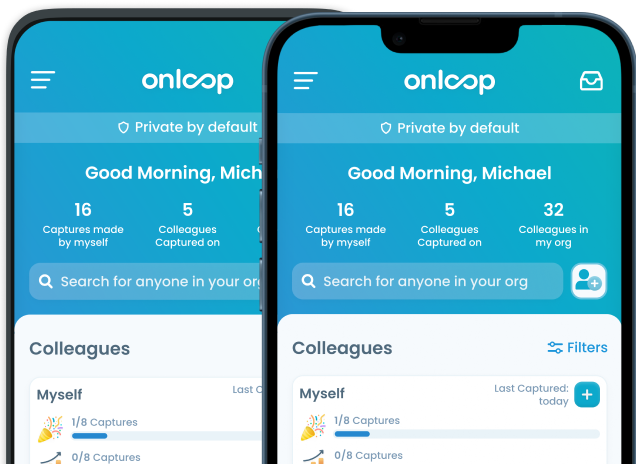 onloop
Private by default
Good Morning, Mich
16
5
Captures made
by myself
Colleagues
Captured on
Search for anyone in your org
Colleagues
Myself
Last C
1/8 Captures
0/8 Captures
onloop
Private by default
Good Morning, Michael
16
5
32
Captures made
by myself
Colleagues
Captured on
Colleagues in
my org
Search for anyone in your org
Colleagues
Filters
Myself
Last Captured:
today
1/8 Captures
0/8 Captures